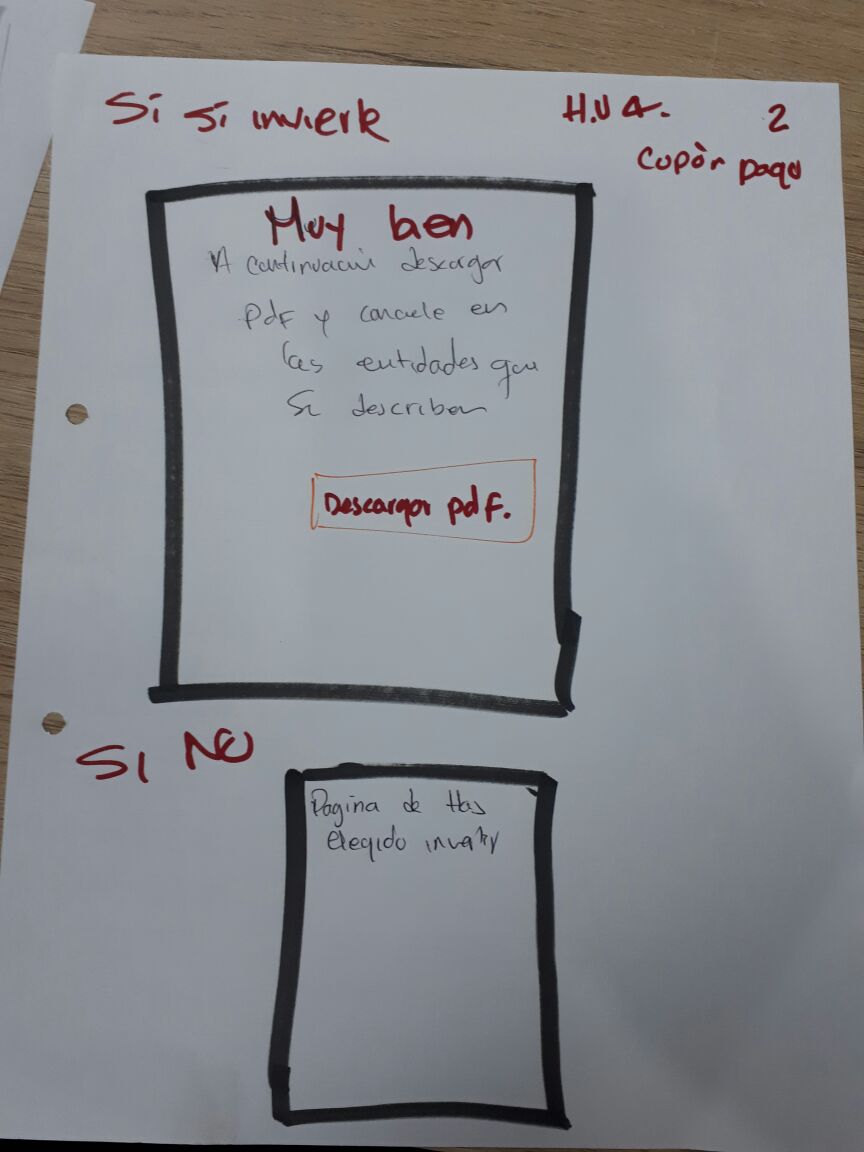 Si si invierte
H.U 4. 2
Cupòn pago
Muy bien
A continuación descargar
pdf y cancele en
las entidades que
se describen
Descargar pdf.
SI NO
Pagina de Has
elegido invertir